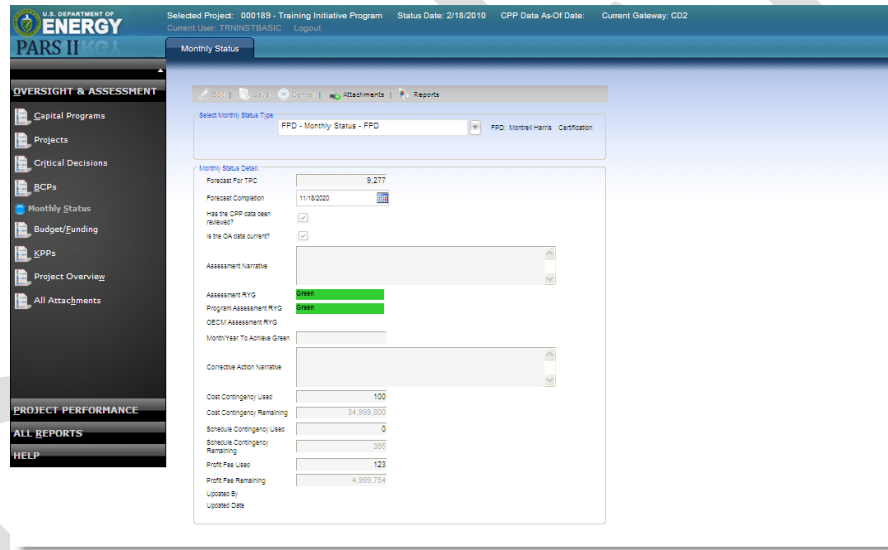 U.S. DEPARTMENT OF
ENERGY
PARS II
Selected Project: 000189 - Training Initiative Program Status Date: 2/18/2010 CPP Data As-Of Date: Current Gateway: CD2
Current User: TRNINSTBASIC Logout
Monthly Status
OVERSIGHT & ASSESSMENT
Capital Programs
Projects
Critical Decisions
BCPs
Monthly Status
Budget/Funding
KPPs
Project Overview
All Attachments
PROJECT PERFORMANCE
ALL REPORTS
HELP
Edit | Save Cancel | Attachments | Reports
Select Monthly Status Type:
FPD - Monthly Status - FPD
FPD: Montrell Harris Certification:
Monthly Status Detail:
Forecast For TPC 9,277
Forecast Completion 11/18/2020
Has the CPP data been
reviewed?
Is the OA data current?
Assessment Narrative
Assessment RYG Green
Program Assessment RYG Green
OECM Assessment RYG
Month/Year To Achieve Green
Corrective Action Narrative
Cost Contingency Used 100
Cost Contingency Remaining 34,999,800
Schedule Contingency Used 0
Schedule Contingency
Remaining 365
Profit Fee Used 123
Profit Fee Remaining 4,999,754
Updated By
Updated Date